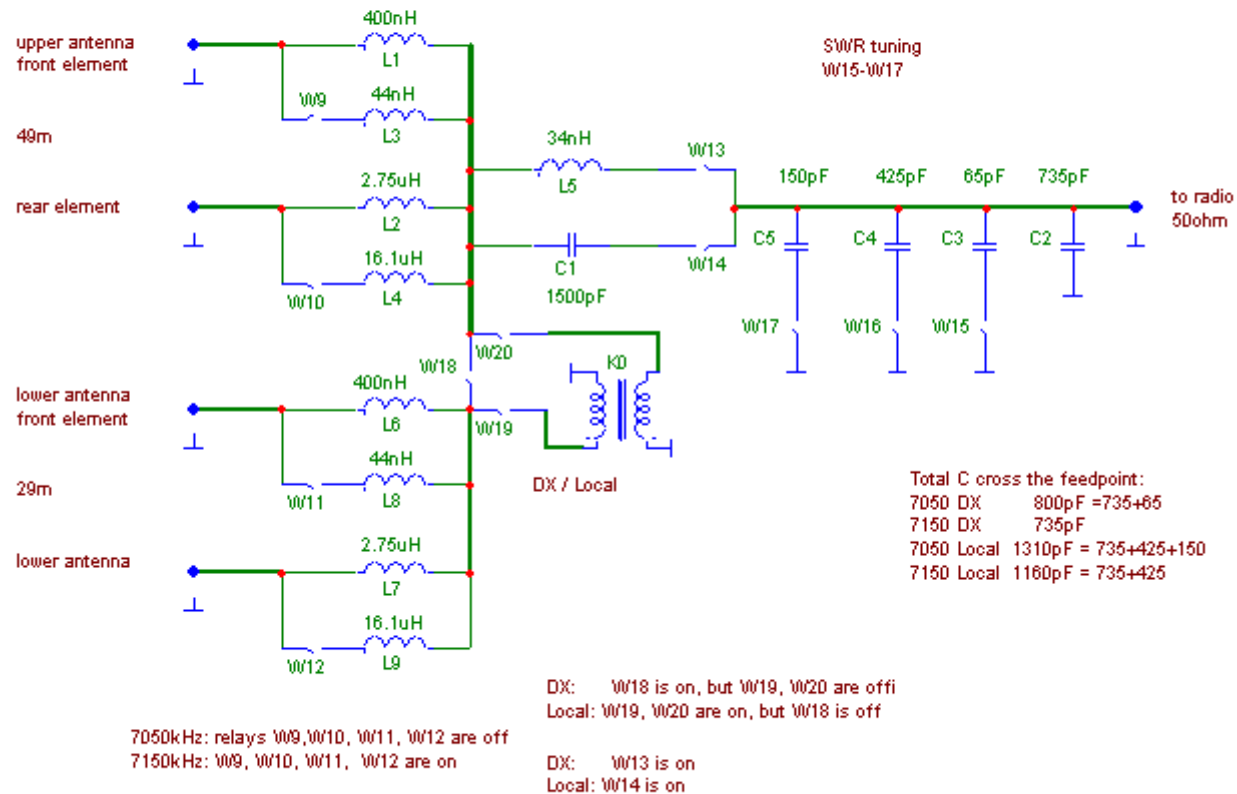 upper antenna
front element
400nH
L1
W9
44nH
L3
49m
2.75uH
L2
rear element
16.1uH
W10
L4
SWR tuning
W15-W17
34nH
W13
L5
C1
1500pF
W14
150pF
425pF
65pF
735pF
C5
C4
C3
C2
W17
W16
W15
to radio
50ohm
W20
W18
K0
W19
DX / Local
lower antenna
front element
400nH
L6
44nH
W11
L8
29m
2.75uH
L7
lower antenna
16.1uH
W12
L9
Total C cross the feedpoint:
7050 DX 800pF =735+65
7150 DX 735pF
7050 Local 1310pF = 735+425+150
7150 Local 1160pF = 735+425
DX: W18 is on, but W19, W20 are offi
Local: W19, W20 are on, but W18 is off
7050kHz: relays W9,W10, W11, W12 are off
7150kHz: W9, W10, W11, W12 are on
DX: W13 is on
Local: W14 is on